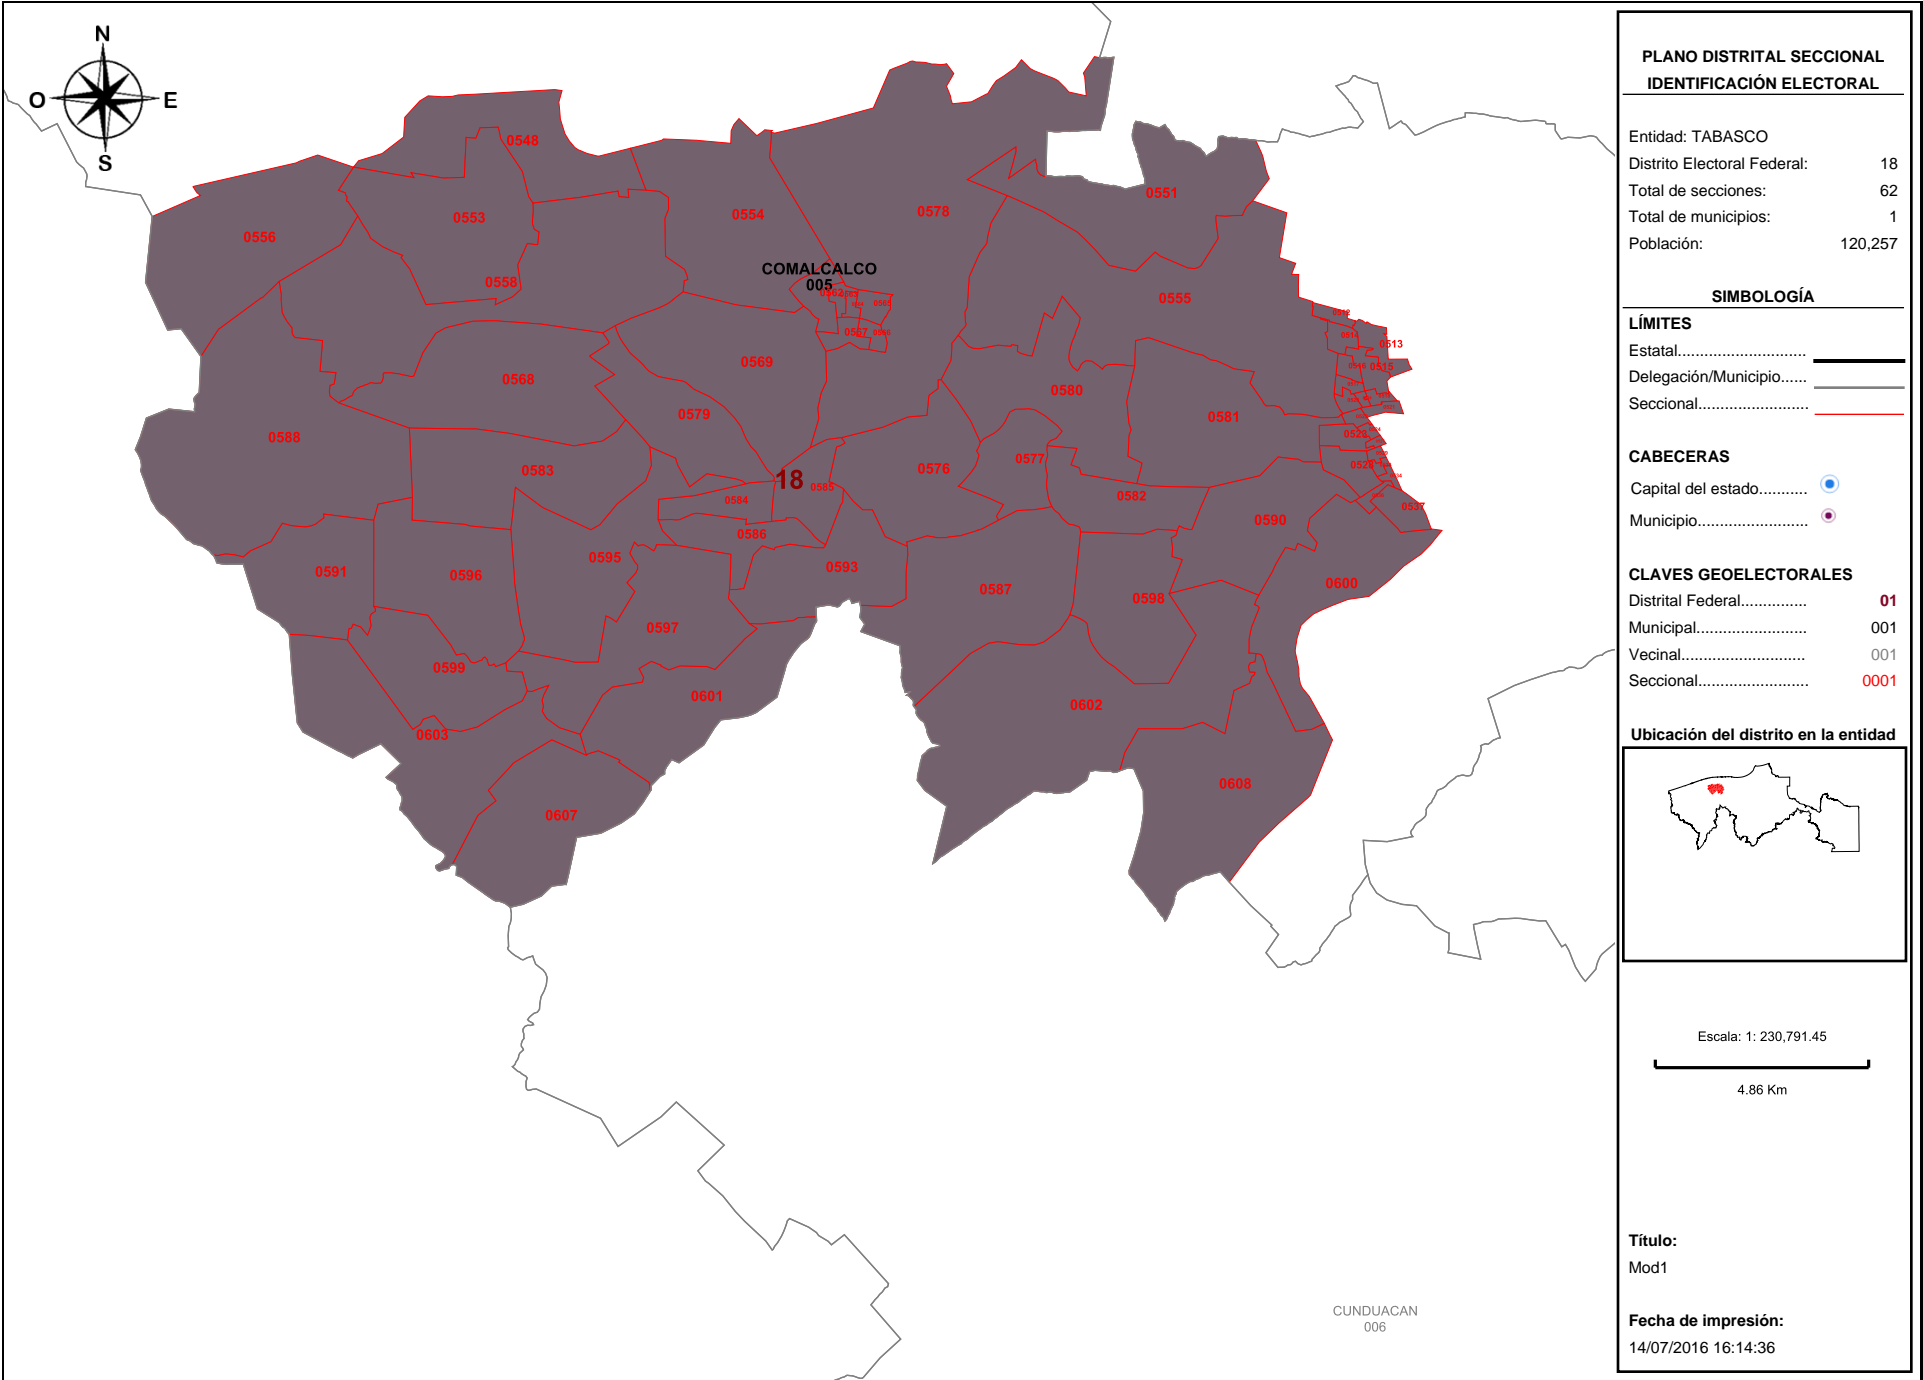 N
O
E
S
0548
0551
0553
0554
0578
0556
COMALCALCO
005
0558
0555
0562
0569
0513
0515
0567
0568
0580
0579
0581
0588
0576
0577
0583
18
0585
0584
0582
0586
0590
0537
0595
0593
0591
0596
0587
0598
0600
0597
0599
0601
0602
0603
0608
0607
CUNDUACAN
006
PLANO DISTRITAL SECCIONAL
IDENTIFICACIÓN ELECTORAL
Entidad: TABASCO
Distrito Electoral Federal: 18
Total de secciones: 62
Total de municipios: 1
Población: 120,257
SIMBOLOGÍA
LÍMITES
Estatal............................
Delegación/Municipio......
Seccional.........................
CABECERAS
Capital del estado...........
Municipio.........................
CLAVES GEOELECTORALES
Distrital Federal............... 01
Municipal......................... 001
Vecinal............................ 001
Seccional......................... 0001
Ubicación del distrito en la entidad
Escala: 1: 230,791.45
4.86 Km
Título:
Mod1
Fecha de impresión:
14/07/2016 16:14:36